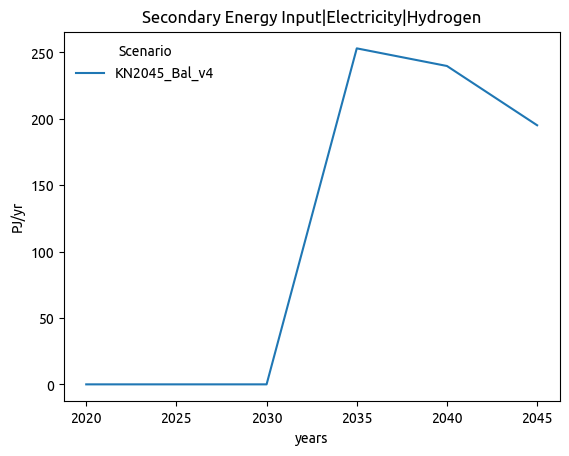 Secondary Energy Input|Electricity|Hydrogen
Scenario
KN2045_Bal_v4
250
200
150
100
50
0
PJ/yr
2020 2025 2030 2035 2040 2045
years